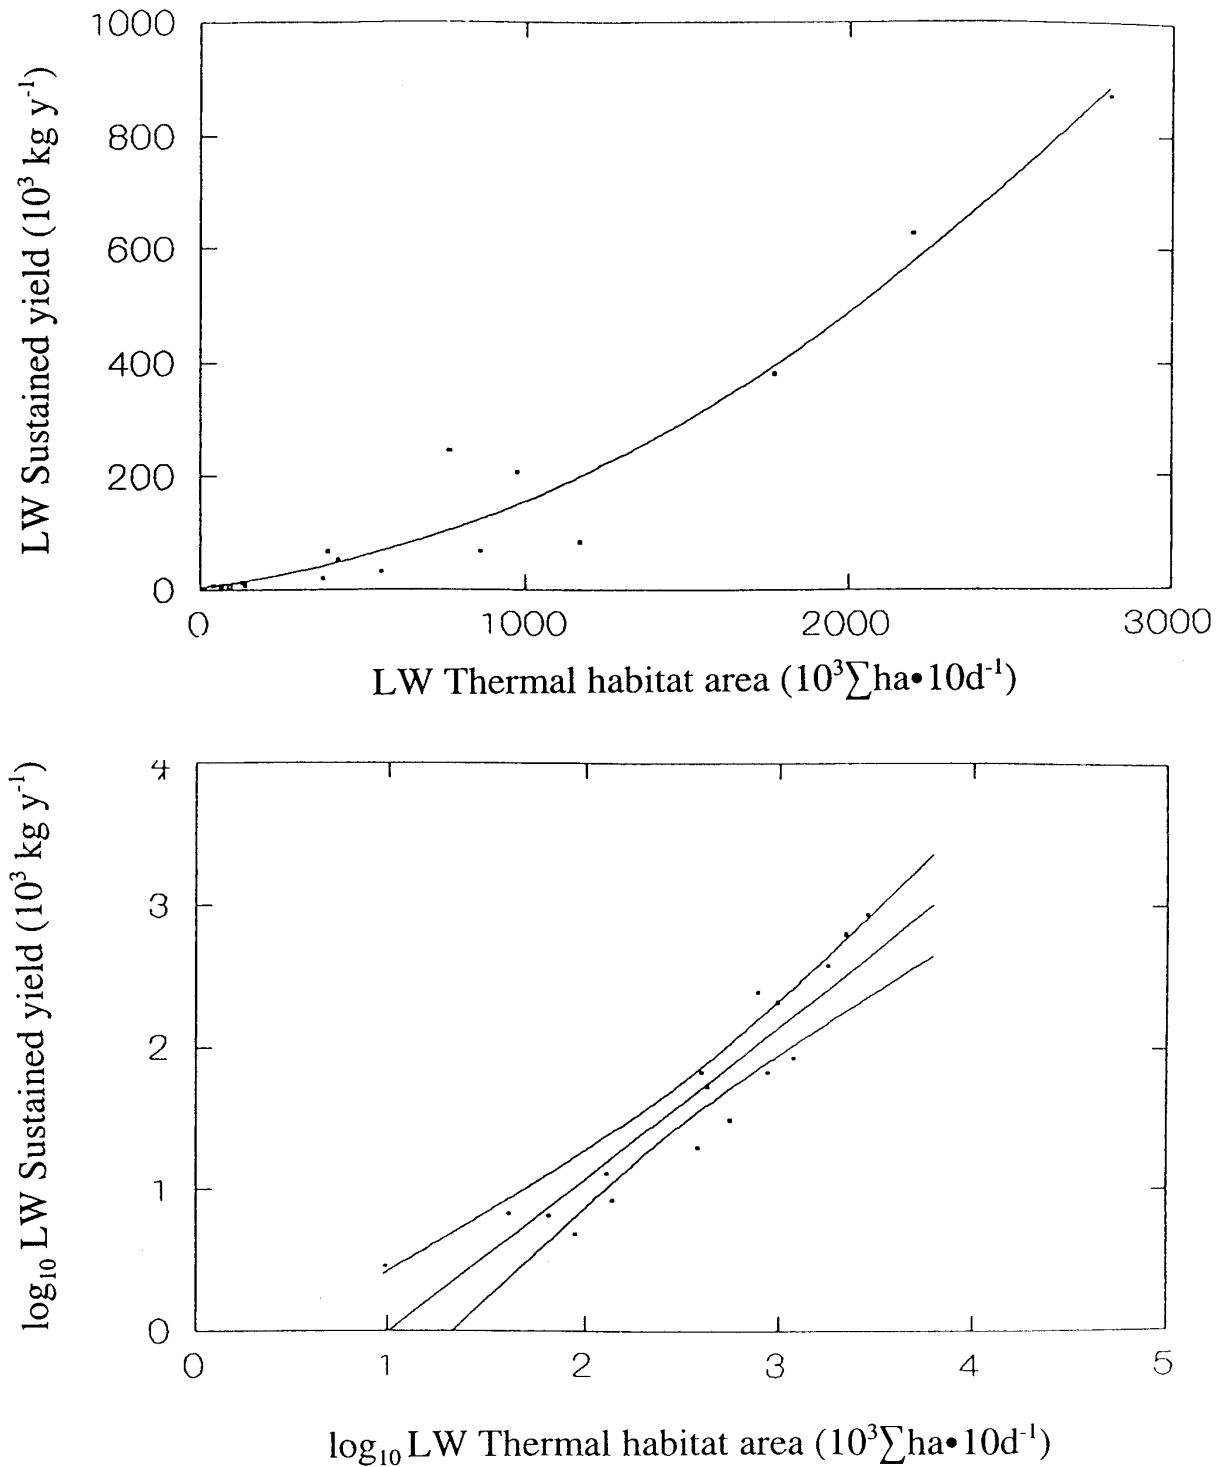 LW Sustained yield (10³ kg y⁻¹)
1000
800
600
400
200
0
0 1000 2000 3000
LW Thermal habitat area (10³∑ha•10d⁻¹)
log₁₀ LW Sustained yield (10³ kg y⁻¹)
4
3
2
1
0
0 1 2 3 4 5
log₁₀ LW Thermal habitat area (10³∑ha•10d⁻¹)